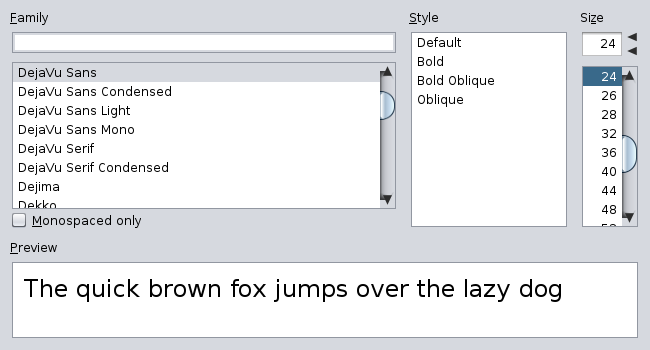 Family
DejaVu Sans
DejaVu Sans Condensed
DejaVu Sans Light
DejaVu Sans Mono
DejaVu Serif
DejaVu Serif Condensed
Dejima
Dekko
Monospaced only
Style
Default
Bold
Bold Oblique
Oblique
Size
24
24
26
28
32
36
40
44
48
Preview
The quick brown fox jumps over the lazy dog